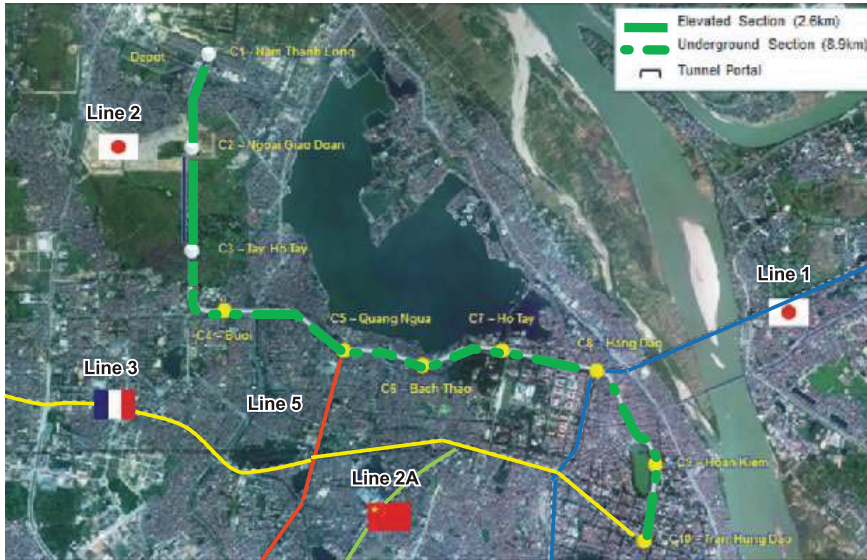 Elevated Section (2.6km)
Underground Section (8.9km)
Tunnel Portal
Depot
C1 – Nam Thanh Long
Line 2
C2 – Ngoai Giao Doan
C3 – Tay Ho Tay
Line 1
C4 – Buoi
C5 – Quang Ngua
C7 – Ho Tay
C8 – Hang Dau
C6 – Bach Thao
Line 3
Line 5
Line 2A
C9 – Hoan Kiem
C10 – Tran Hung Dao